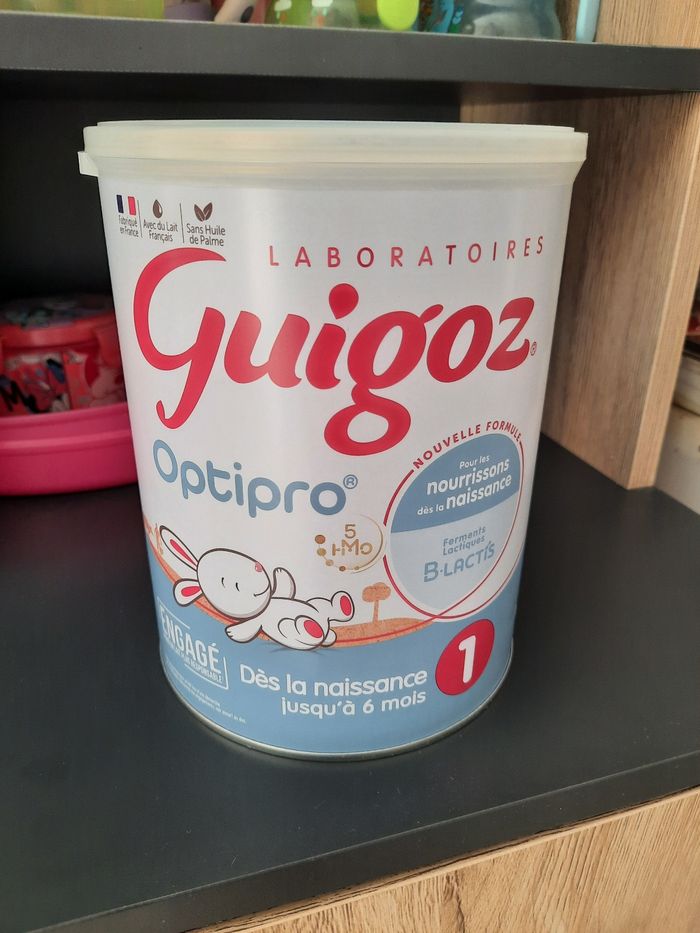 Fabriqué
en France
Avec du Lait
Français
Sans Huile
de Palme
LABORATOIRES
Guigoz®
Optipro®
NOUVELLE FORMULE
Pour les
nourrissons
dès la naissance
Ferments
Lactiques
B•LACTIS
5
HMO
ENGAGÉ
Dès la naissance
jusqu'à 6 mois
1